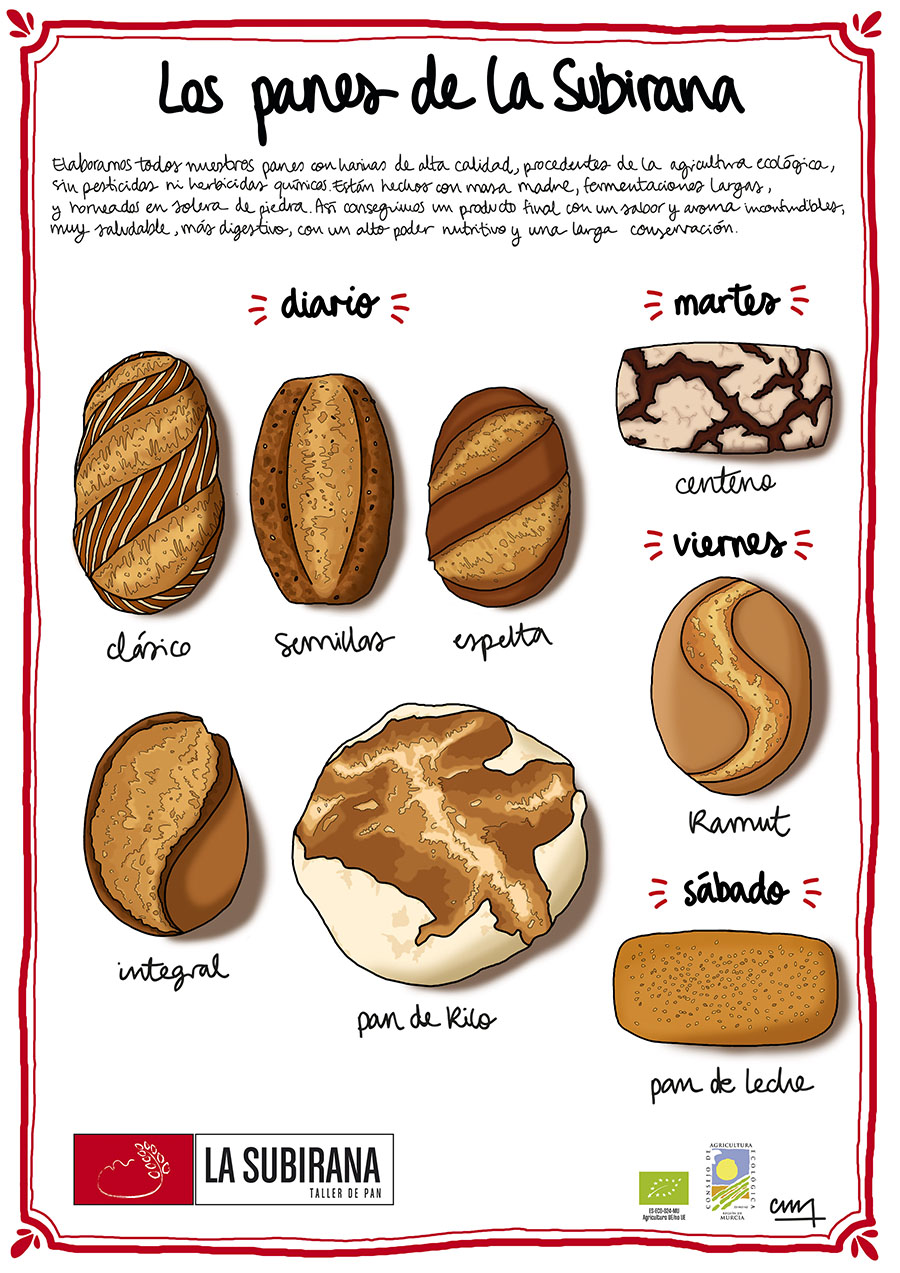 Los panes de la Subirana
Elaboramos todos nuestros panes con harinas de alta calidad, procedentes de la agricultura ecológica,
sin pesticidas ni herbicidas químicos. Están hechos con masa madre, fermentaciones largas,
y horneados en solera de piedra. Así conseguimos un producto final con un sabor y aroma inconfundibles,
muy saludable, más digestivo, con un alto poder nutritivo y una larga conservación.
diario
clásico
semillas
espelta
integral
pan de Kilo
martes
centeno
viernes
Kamut
sábado
pan de leche
LA SUBIRANA
TALLER DE PAN
ES-ECO-024-MU
Agricultura UE/no UE
CONSEJO DE AGRICULTURA ECOLÓGICA
REGIÓN DE
MURCIA